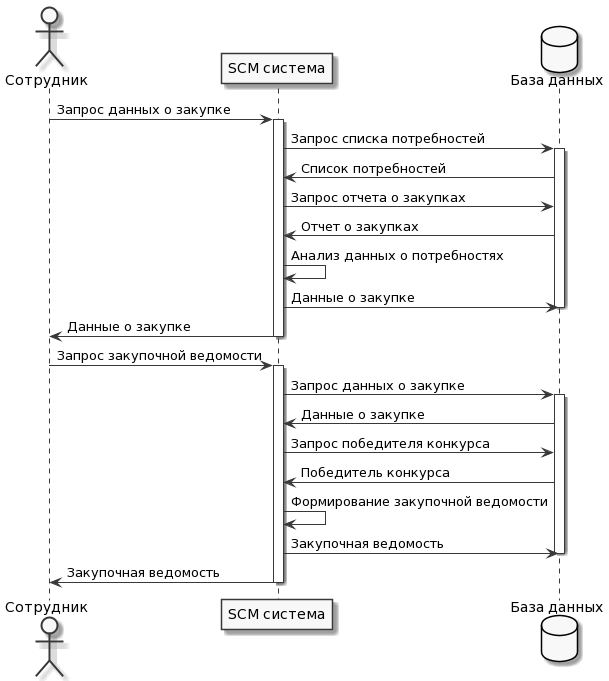 Сотрудник
SCM система
База данных
Запрос данных о закупке
Запрос списка потребностей
Список потребностей
Запрос отчета о закупках
Отчет о закупках
Анализ данных о потребностях
Данные о закупке
Данные о закупке
Запрос закупочной ведомости
Запрос данных о закупке
Данные о закупке
Запрос победителя конкурса
Победитель конкурса
Формирование закупочной ведомости
Закупочная ведомость
Закупочная ведомость
Сотрудник
SCM система
База данных